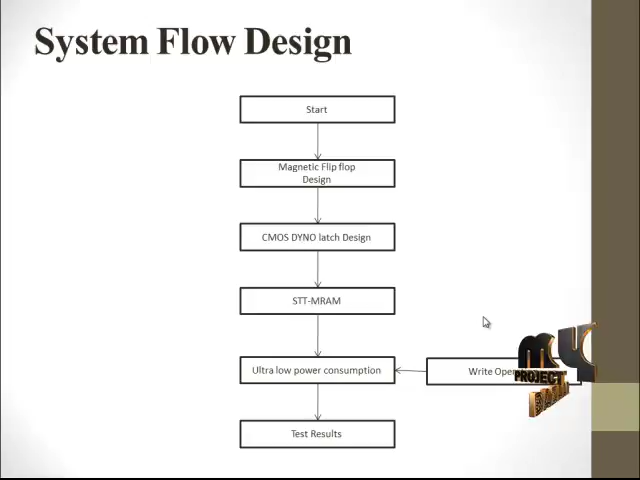 System Flow Design
Start
Magnetic Flip flop
Design
CMOS DYNO latch Design
STT-MRAM
Ultra low power consumption
Write
MY
PROJECT
Test Results